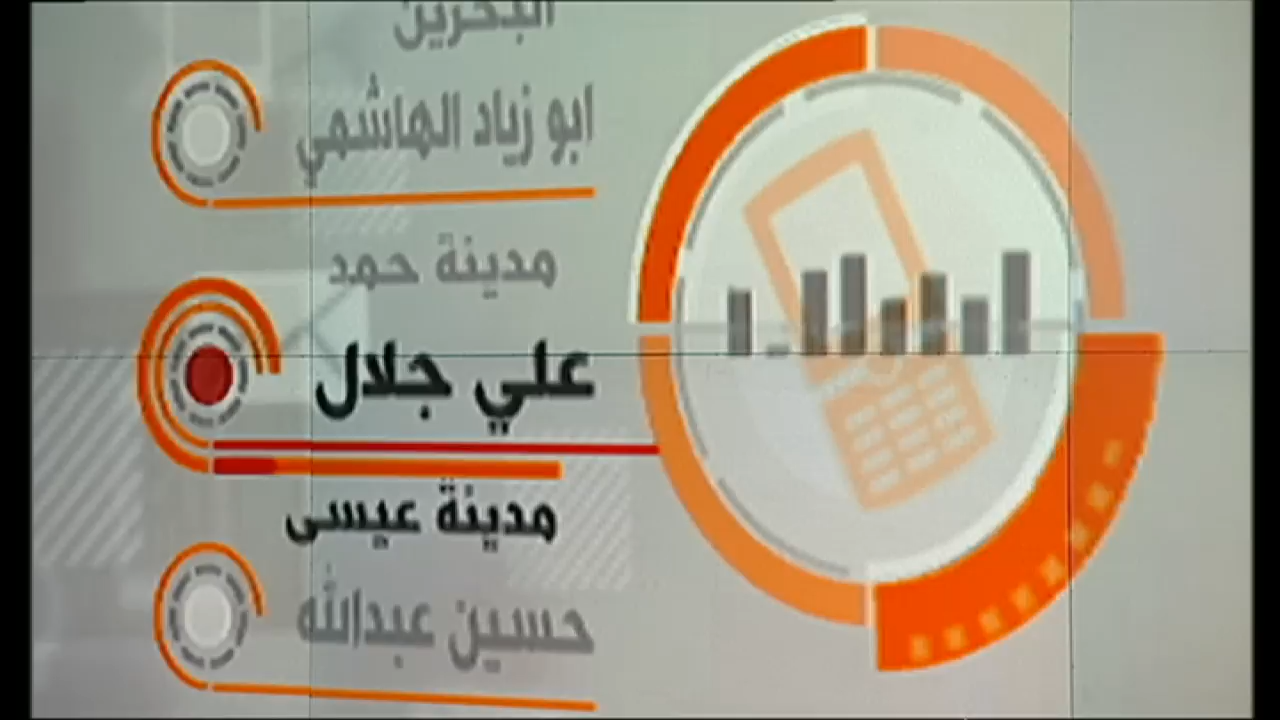 البحرين
ابو زياد الهاشمي
مدينة حمد
علي جلال
مدينة عيسى
حسين عبدالله